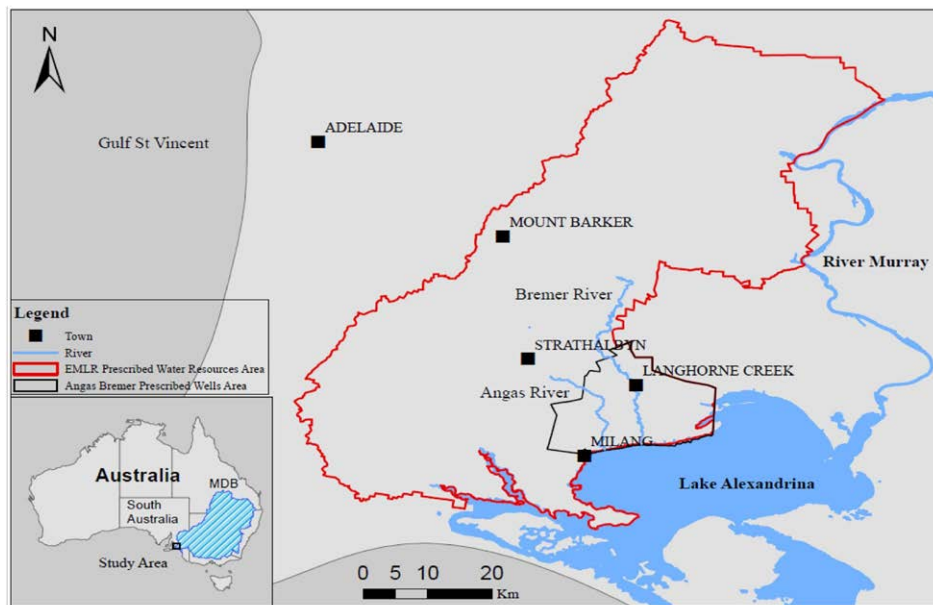 N
ADELAIDE
Gulf St Vincent
MOUNT BARKER
River Murray
Bremer River
Legend
Town
River
EMLR Prescribed Water Resources Area
Angas Bremer Prescribed Wells Area
STRATHALBYN
LANGHORNE CREEK
Angas River
MILANG
Lake Alexandrina
Australia
MDB
South
Australia
Study Area
0 5 10 20
Km